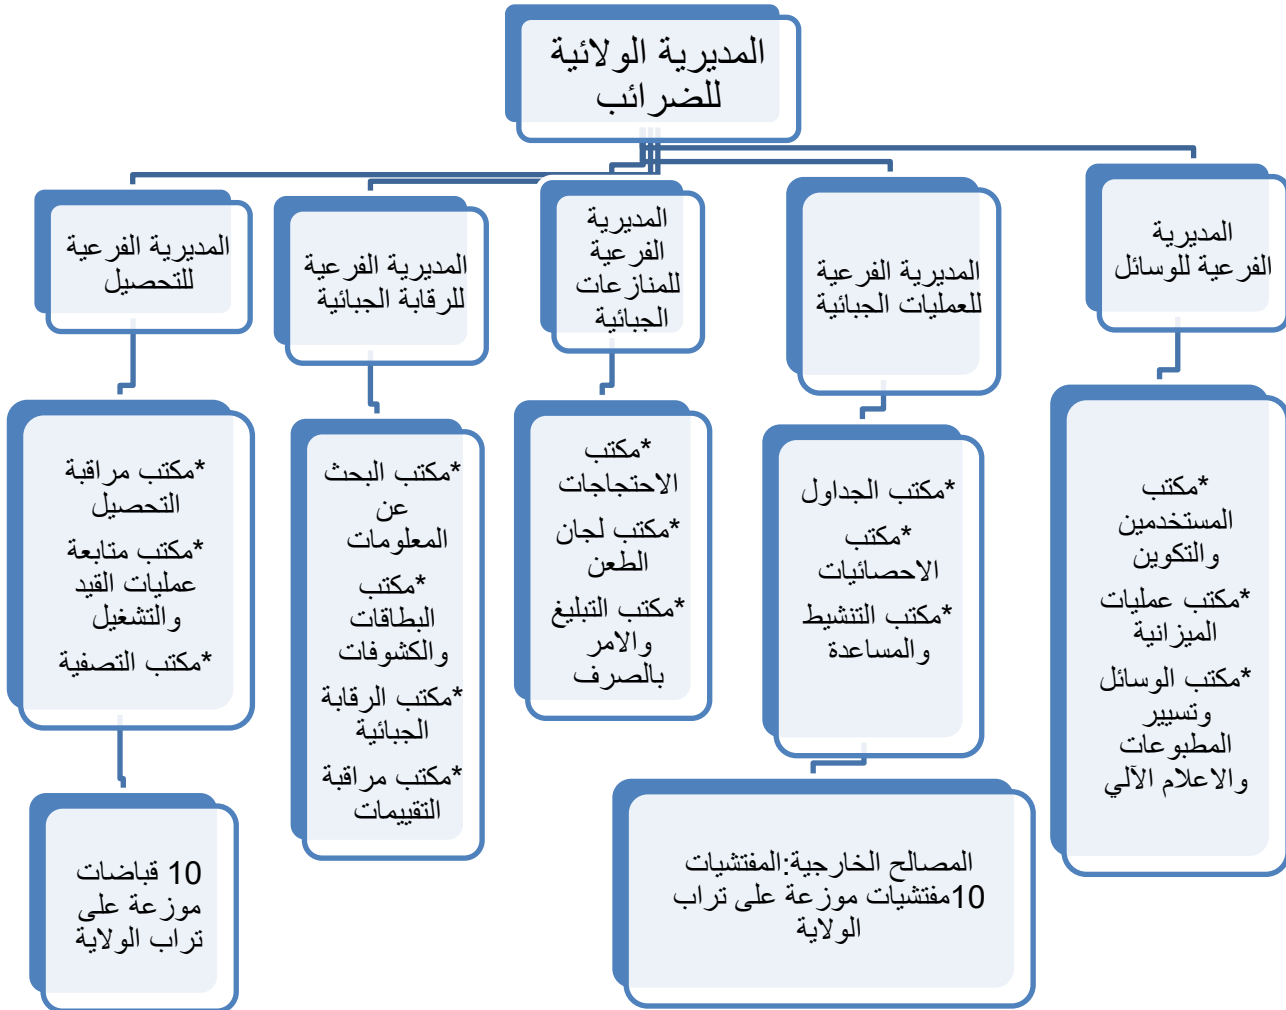 المديرية الولائية
للضرائب
المديرية
الفرعية للوسائل
المديرية الفرعية
للعمليات الجبائية
المديرية
الفرعية
للمنازعات
الجبائية
المديرية الفرعية
للرقابة الجبائية
المديرية الفرعية
للتحصيل
*مكتب
المستخدمين
والتكوين
*مكتب عمليات
الميزانية
*مكتب الوسائل
وتسيير
المطبوعات
والاعلام الآلي
*مكتب الجداول
*مكتب
الاحصائيات
*مكتب التنشيط
والمساعدة
*مكتب
الاحتجاجات
*مكتب لجان
الطعن
*مكتب التبليغ
والامر
بالصرف
*مكتب البحث
عن
المعلومات
*مكتب
البطاقات
والكشوفات
*مكتب الرقابة
الجبائية
*مكتب مراقبة
التقييمات
*مكتب مراقبة
التحصيل
*مكتب متابعة
عمليات القيد
والتشغيل
*مكتب التصفية
المصالح الخارجية:المفتشيات
10مفتشيات موزعة على تراب
الولاية
10 قباضات
موزعة على
تراب الولاية